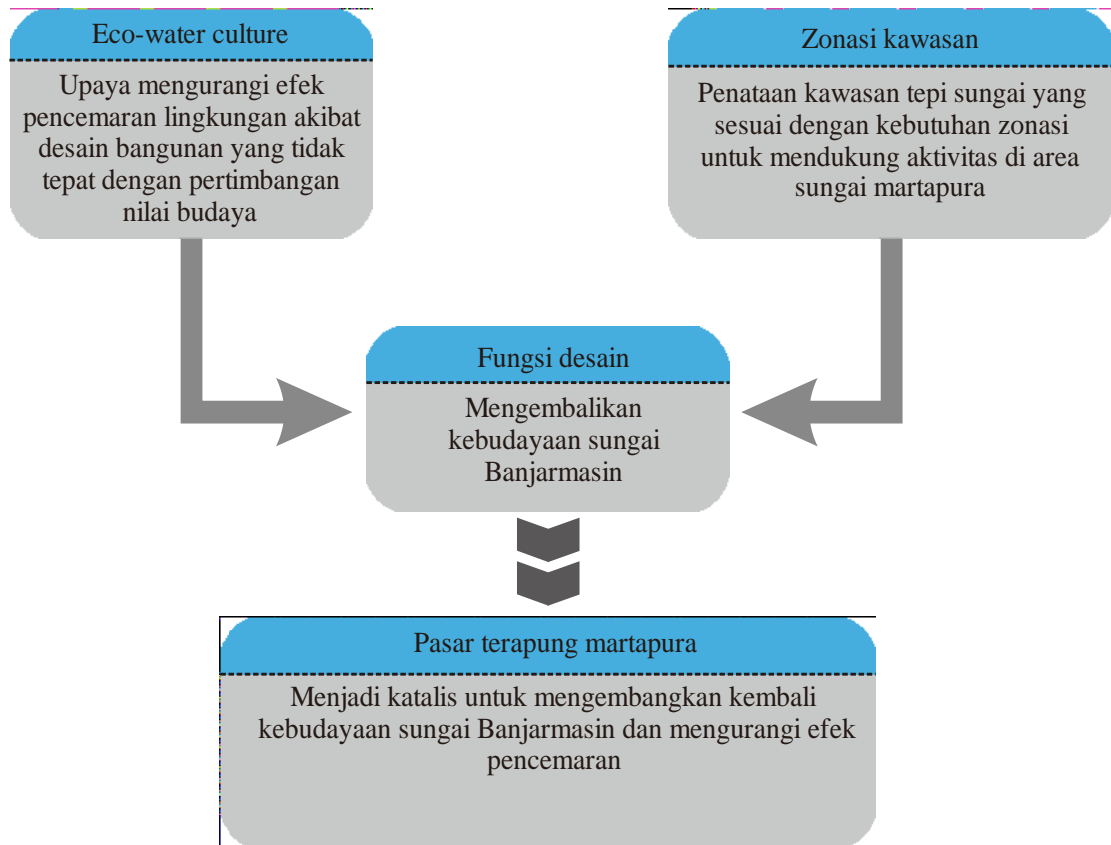 Eco-water culture
Upaya mengurangi efek
pencemaran lingkungan akibat
desain bangunan yang tidak
tepat dengan pertimbangan
nilai budaya
Zonasi kawasan
Penataan kawasan tepi sungai yang
sesuai dengan kebutuhan zonasi
untuk mendukung aktivitas di area
sungai martapura
Fungsi desain
Mengembalikan
kebudayaan sungai
Banjarmasin
Pasar terapung martapura
Menjadi katalis untuk mengembangkan kembali
kebudayaan sungai Banjarmasin dan mengurangi efek
pencemaran